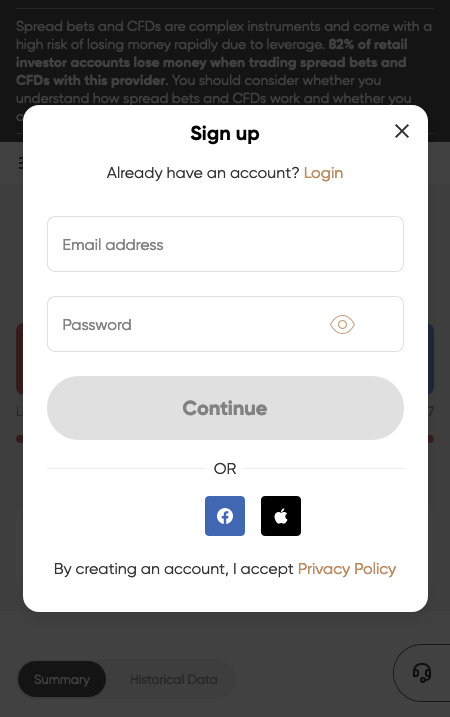 Spread bets and CFDs are complex instruments and come with a
high risk of losing money rapidly due to leverage. 82% of retail
investor accounts lose money when trading spread bets and
CFDs with this provider. You should consider whether you
understand how spread bets and CFDs work and whether you
Sign up
Already have an account? Login
Email address
Password
Continue
OR
By creating an account, I accept Privacy Policy
Summary
Historical Data